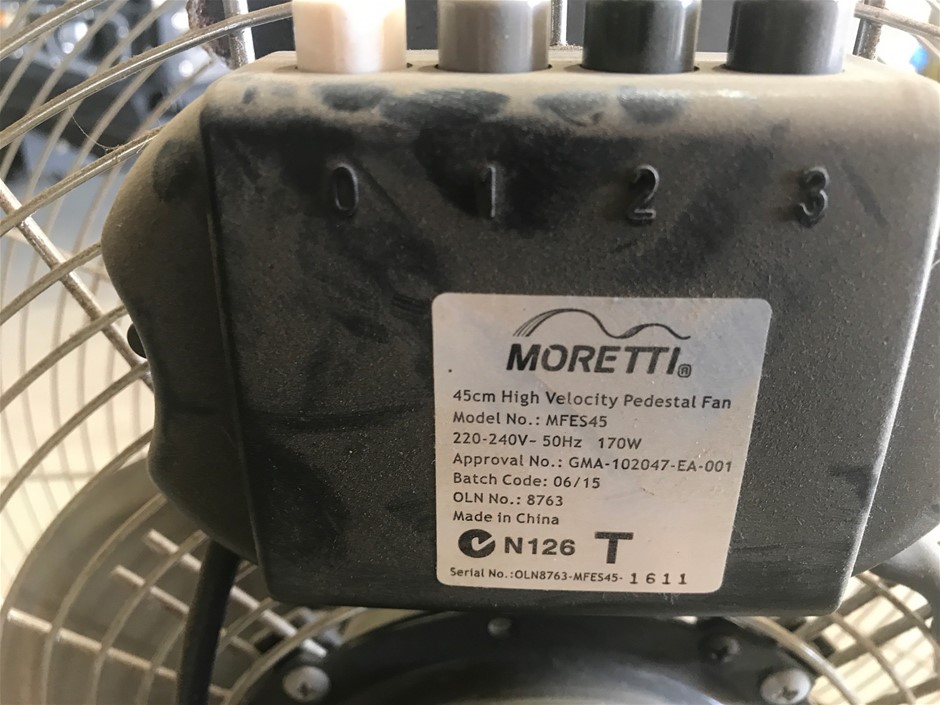 0 1 2 3
MORETTI®
45cm High Velocity Pedestal Fan
Model No.: MFES45
220-240V~ 50Hz 170W
Approval No.: GMA-102047-EA-001
Batch Code: 06/15
OLN No.: 8763
Made in China
N126 T
Serial No.:OLN8763-MFES45- 1611